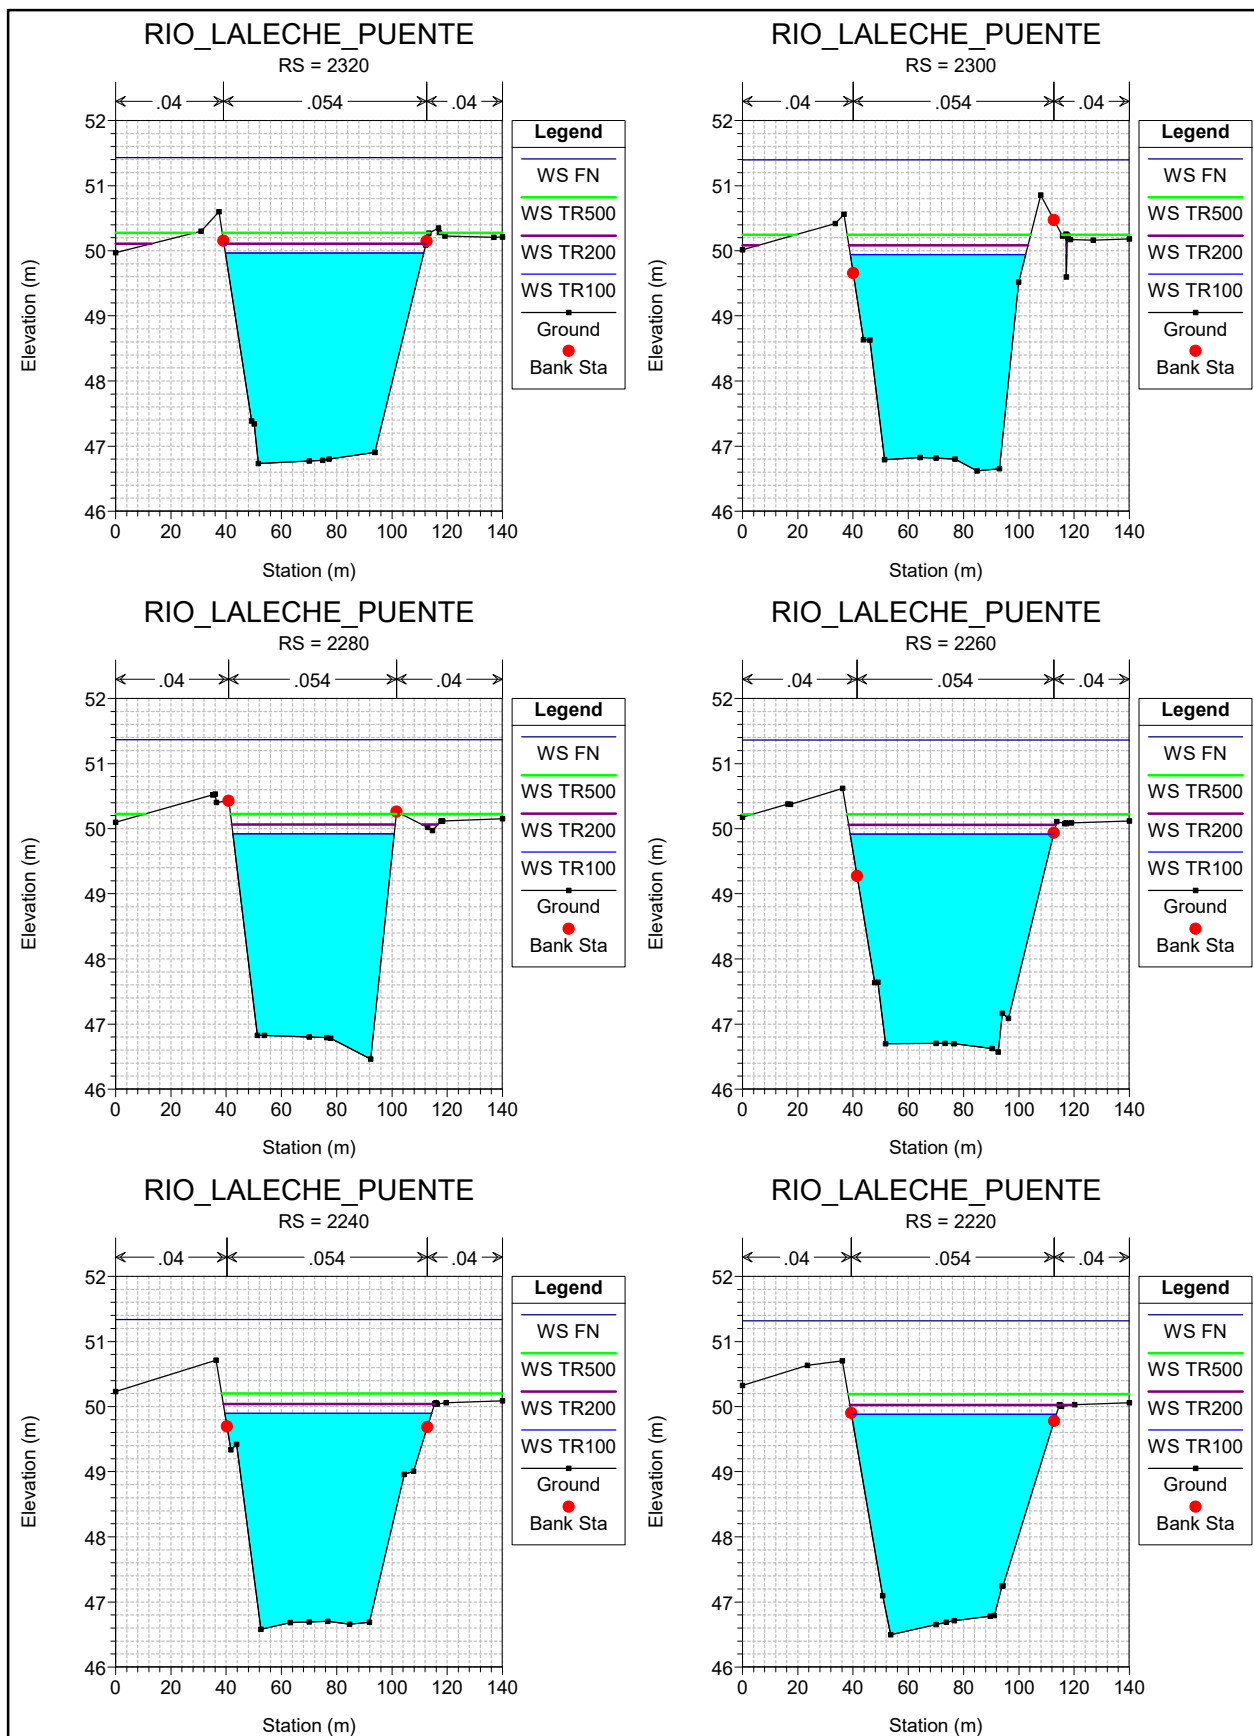 RIO_LALECHE_PUENTE
RS = 2320
.04 .054 .04
52
51
50
49
48
47
46
0 20 40 60 80 100 120 140
Elevation (m)
Station (m)
Legend
WS FN
WS TR500
WS TR200
WS TR100
Ground
Bank Sta
RIO_LALECHE_PUENTE
RS = 2300
.04 .054 .04
52
51
50
49
48
47
46
0 20 40 60 80 100 120 140
Elevation (m)
Station (m)
Legend
WS FN
WS TR500
WS TR200
WS TR100
Ground
Bank Sta
RIO_LALECHE_PUENTE
RS = 2280
.04 .054 .04
52
51
50
49
48
47
46
0 20 40 60 80 100 120 140
Elevation (m)
Station (m)
Legend
WS FN
WS TR500
WS TR200
WS TR100
Ground
Bank Sta
RIO_LALECHE_PUENTE
RS = 2260
.04 .054 .04
52
51
50
49
48
47
46
0 20 40 60 80 100 120 140
Elevation (m)
Station (m)
Legend
WS FN
WS TR500
WS TR200
WS TR100
Ground
Bank Sta
RIO_LALECHE_PUENTE
RS = 2240
.04 .054 .04
52
51
50
49
48
47
46
0 20 40 60 80 100 120 140
Elevation (m)
Station (m)
Legend
WS FN
WS TR500
WS TR200
WS TR100
Ground
Bank Sta
RIO_LALECHE_PUENTE
RS = 2220
.04 .054 .04
52
51
50
49
48
47
46
0 20 40 60 80 100 120 140
Elevation (m)
Station (m)
Legend
WS FN
WS TR500
WS TR200
WS TR100
Ground
Bank Sta